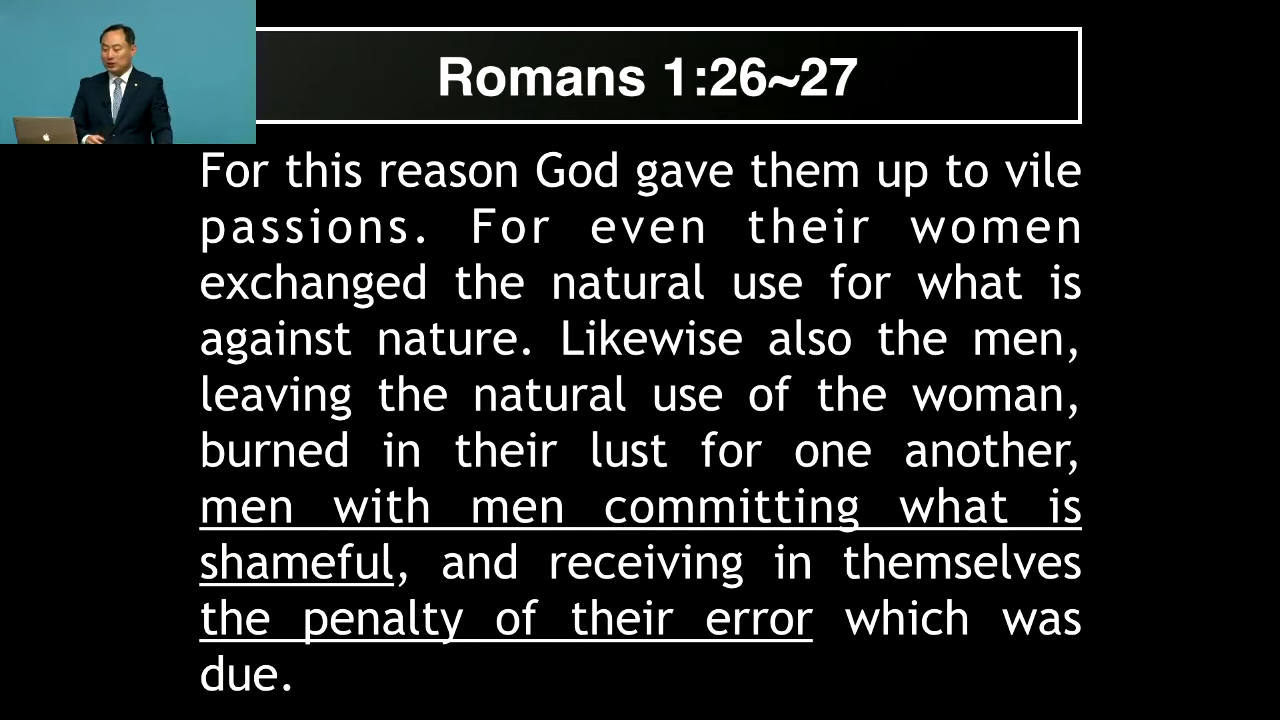 Romans 1:26~27
For this reason God gave them up to vile
passions. For even their women
exchanged the natural use for what is
against nature. Likewise also the men,
leaving the natural use of the woman,
burned in their lust for one another,
men with men committing what is
shameful, and receiving in themselves
the penalty of their error which was
due.